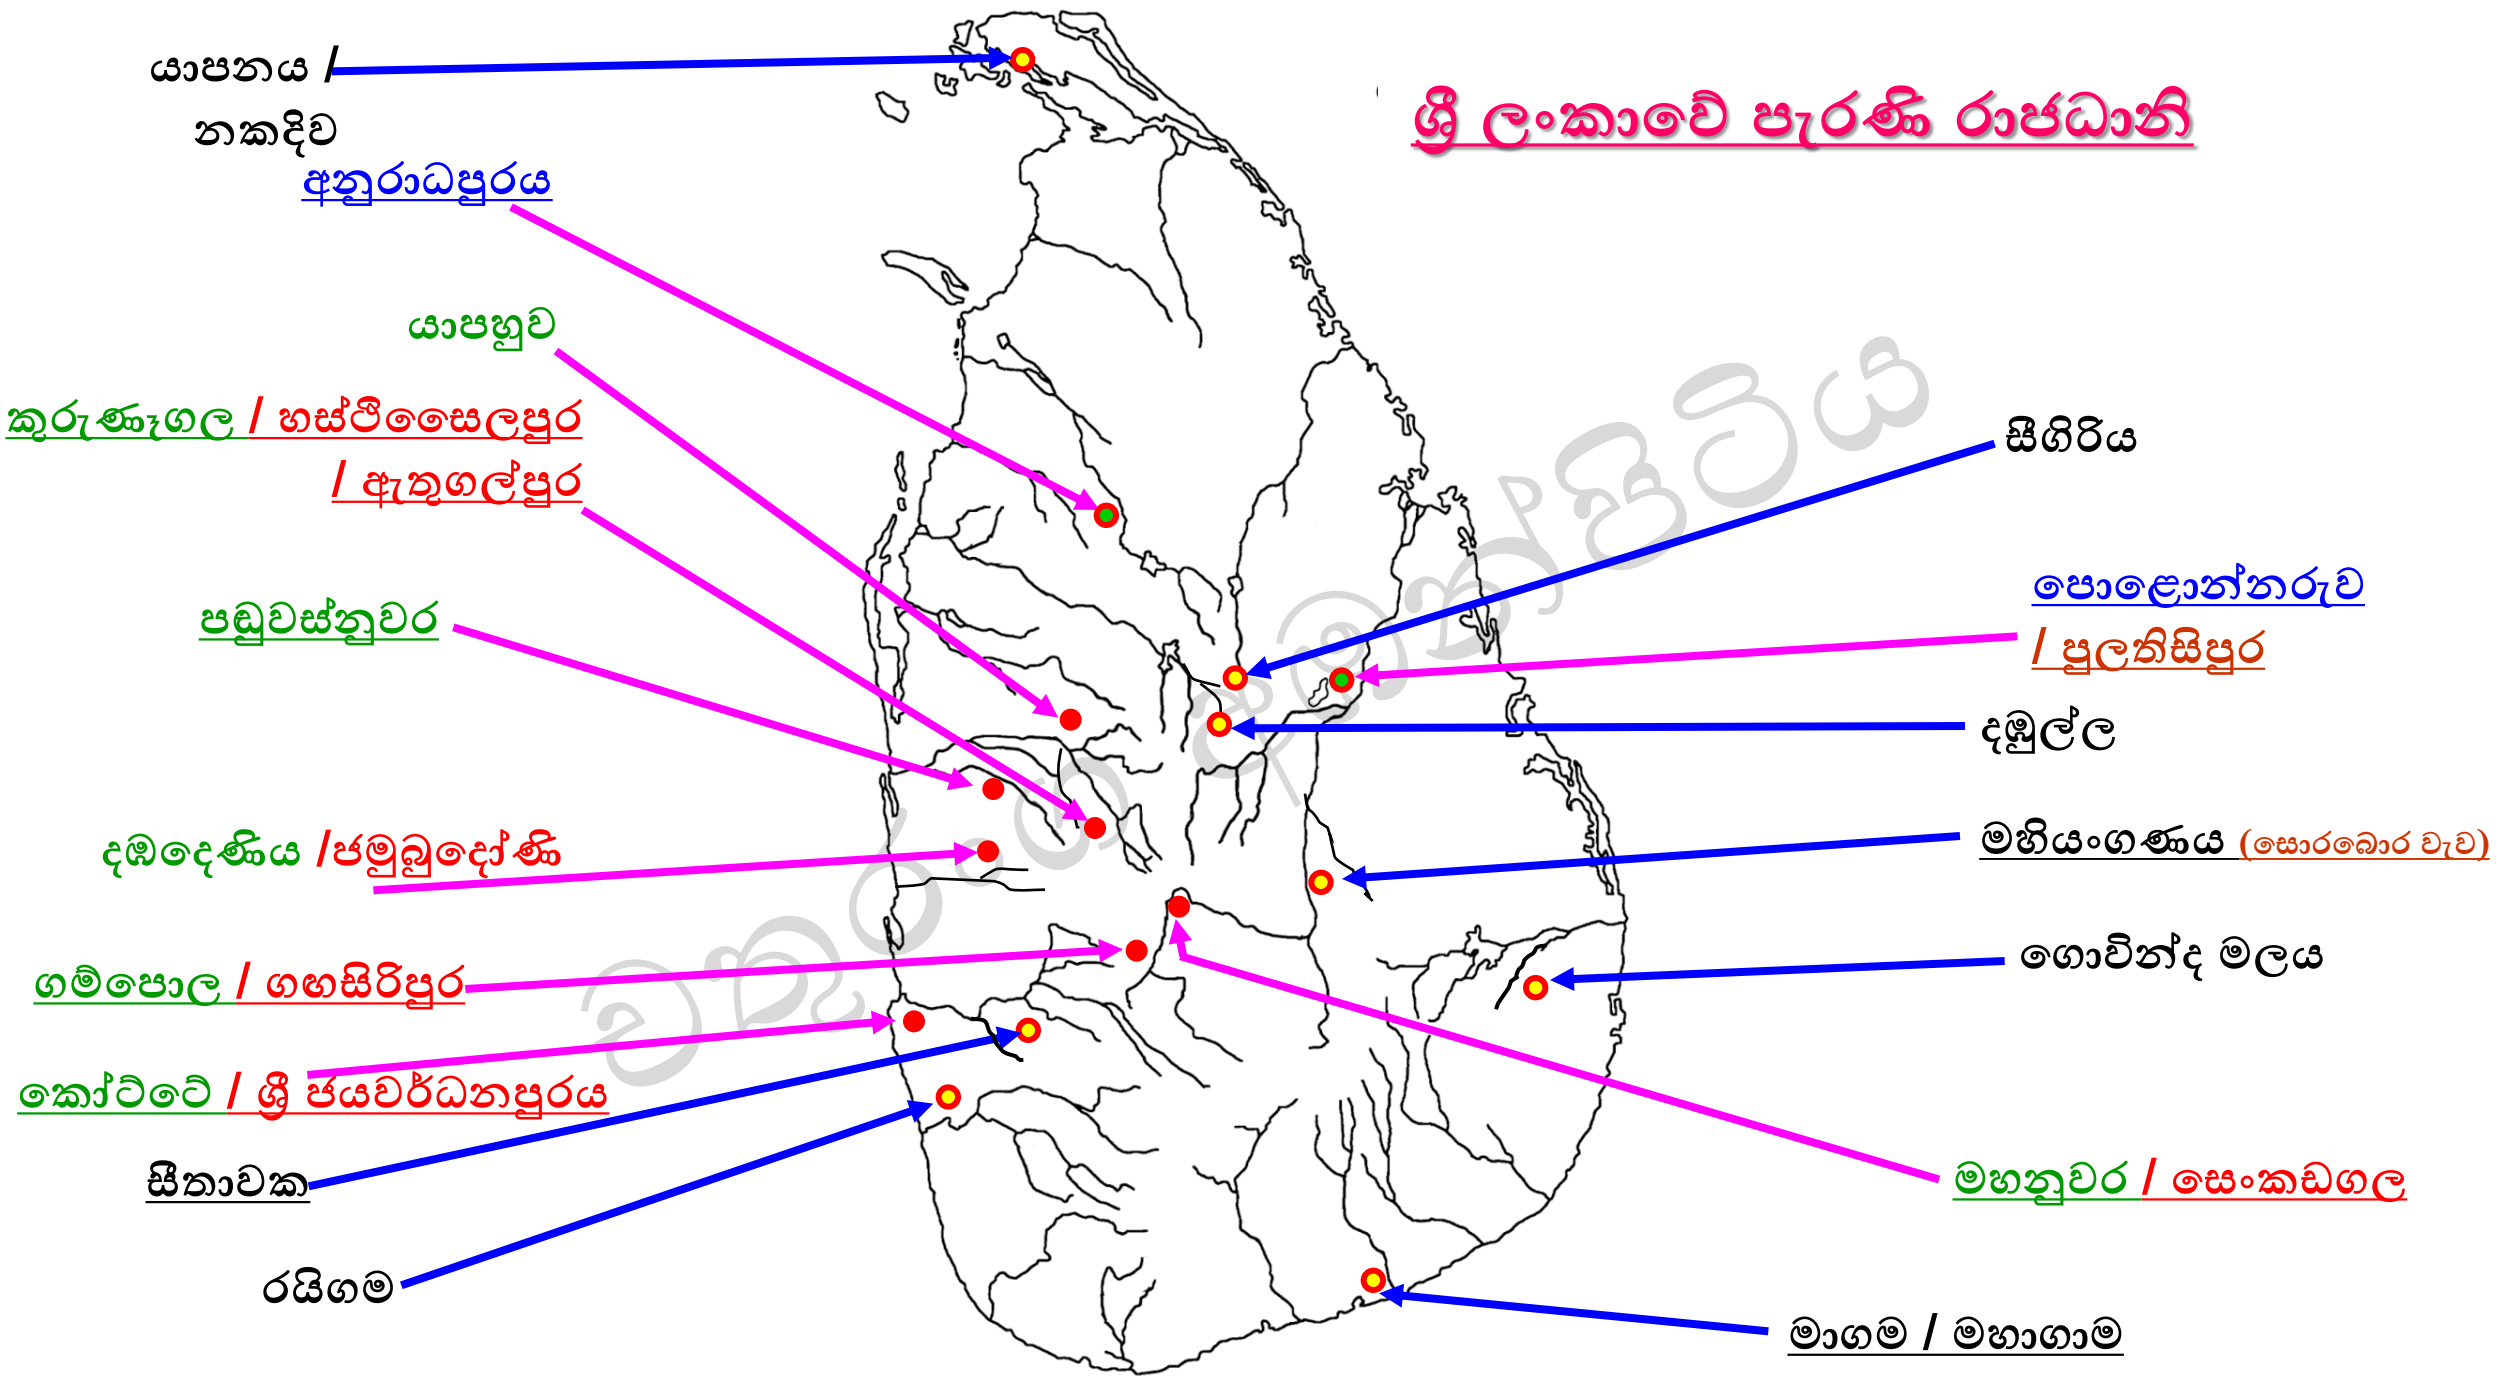 ශ්‍රී ලංකාවේ පැරණි රාජධානි
යාපනය /
නකදිව
අනුරාධපුරය
යාපහුව
කුරුණෑගල / හස්ටිසෛලපුර
/ ඇතුගල්පුර
පඬුවස්නුවර
දඹදෙණිය /ජම්බුදෝණි
ගම්පොල / ගඟසිරිපුර
කෝට්ටේ / ශ්‍රී ජයවර්ධනපුරය
සීතාවක
රයිගම
සීගිරිය
පොළොන්නරුව
/ පුලතිසිපුර
දඹුල්ල
මහියංගණය (සොරබොර වැව)
ගොවින්ද මලය
මහනුවර / සෙංකඩගල
මාගම / මහාගාම